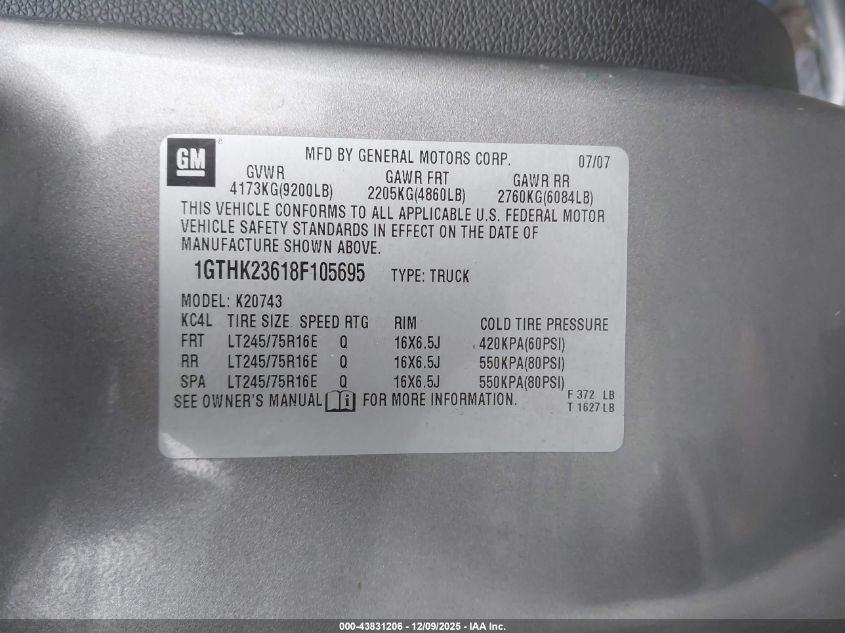 GM ®
MFD BY GENERAL MOTORS CORP. 07/07
GVWR GAWR FRT GAWR RR
4173KG(9200LB) 2205KG(4860LB) 2760KG(6084LB)
THIS VEHICLE CONFORMS TO ALL APPLICABLE U.S. FEDERAL MOTOR
VEHICLE SAFETY STANDARDS IN EFFECT ON THE DATE OF
MANUFACTURE SHOWN ABOVE.
1GTHK23618F105695 TYPE: TRUCK
MODEL: K20743
KC4L TIRE SIZE SPEED RTG RIM COLD TIRE PRESSURE
FRT LT245/75R16E Q 16X6.5J 420KPA(60PSI)
RR LT245/75R16E Q 16X6.5J 550KPA(80PSI)
SPA LT245/75R16E Q 16X6.5J 550KPA(80PSI)
SEE OWNER'S MANUAL i FOR MORE INFORMATION.
F 372 LB
T 1627 LB
000-43831206 - 12/09/2025 - IAA Inc.